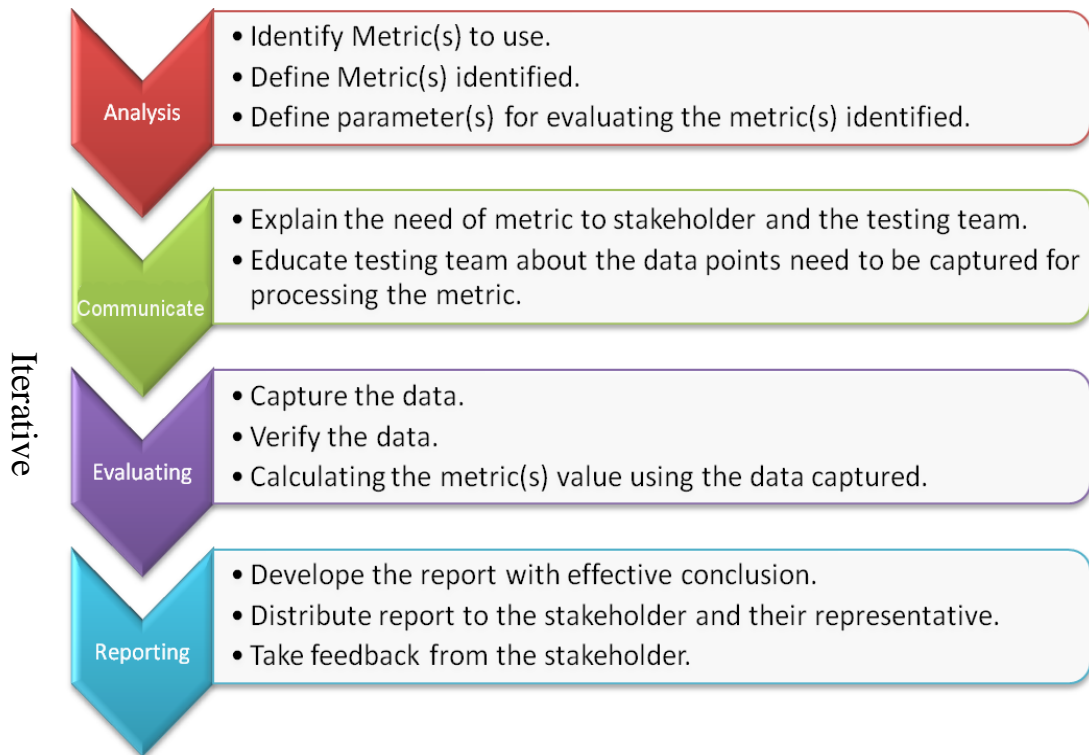 Iterative
Analysis
• Identify Metric(s) to use.
• Define Metric(s) identified.
• Define parameter(s) for evaluating the metric(s) identified.
Communicate
• Explain the need of metric to stakeholder and the testing team.
• Educate testing team about the data points need to be captured for
processing the metric.
Evaluating
• Capture the data.
• Verify the data.
• Calculating the metric(s) value using the data captured.
Reporting
• Develope the report with effective conclusion.
• Distribute report to the stakeholder and their representative.
• Take feedback from the stakeholder.